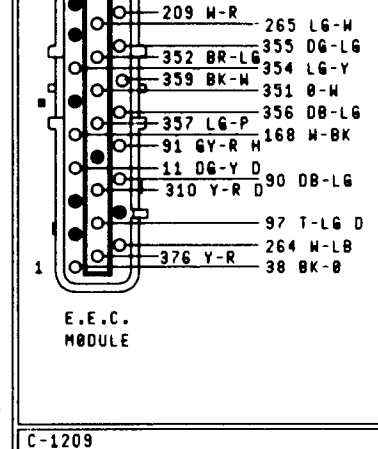 209 W-R
265 LG-W
355 DG-LG
352 BR-LG
354 LG-Y
359 BK-W
351 O-W
356 DB-LG
357 LG-P
168 W-BK
91 GY-R H
11 DG-Y D
90 DB-LG
310 Y-R D
97 T-LG D
264 W-LB
376 Y-R
1
38 BK-O
E.E.C.
MODULE
C-1209